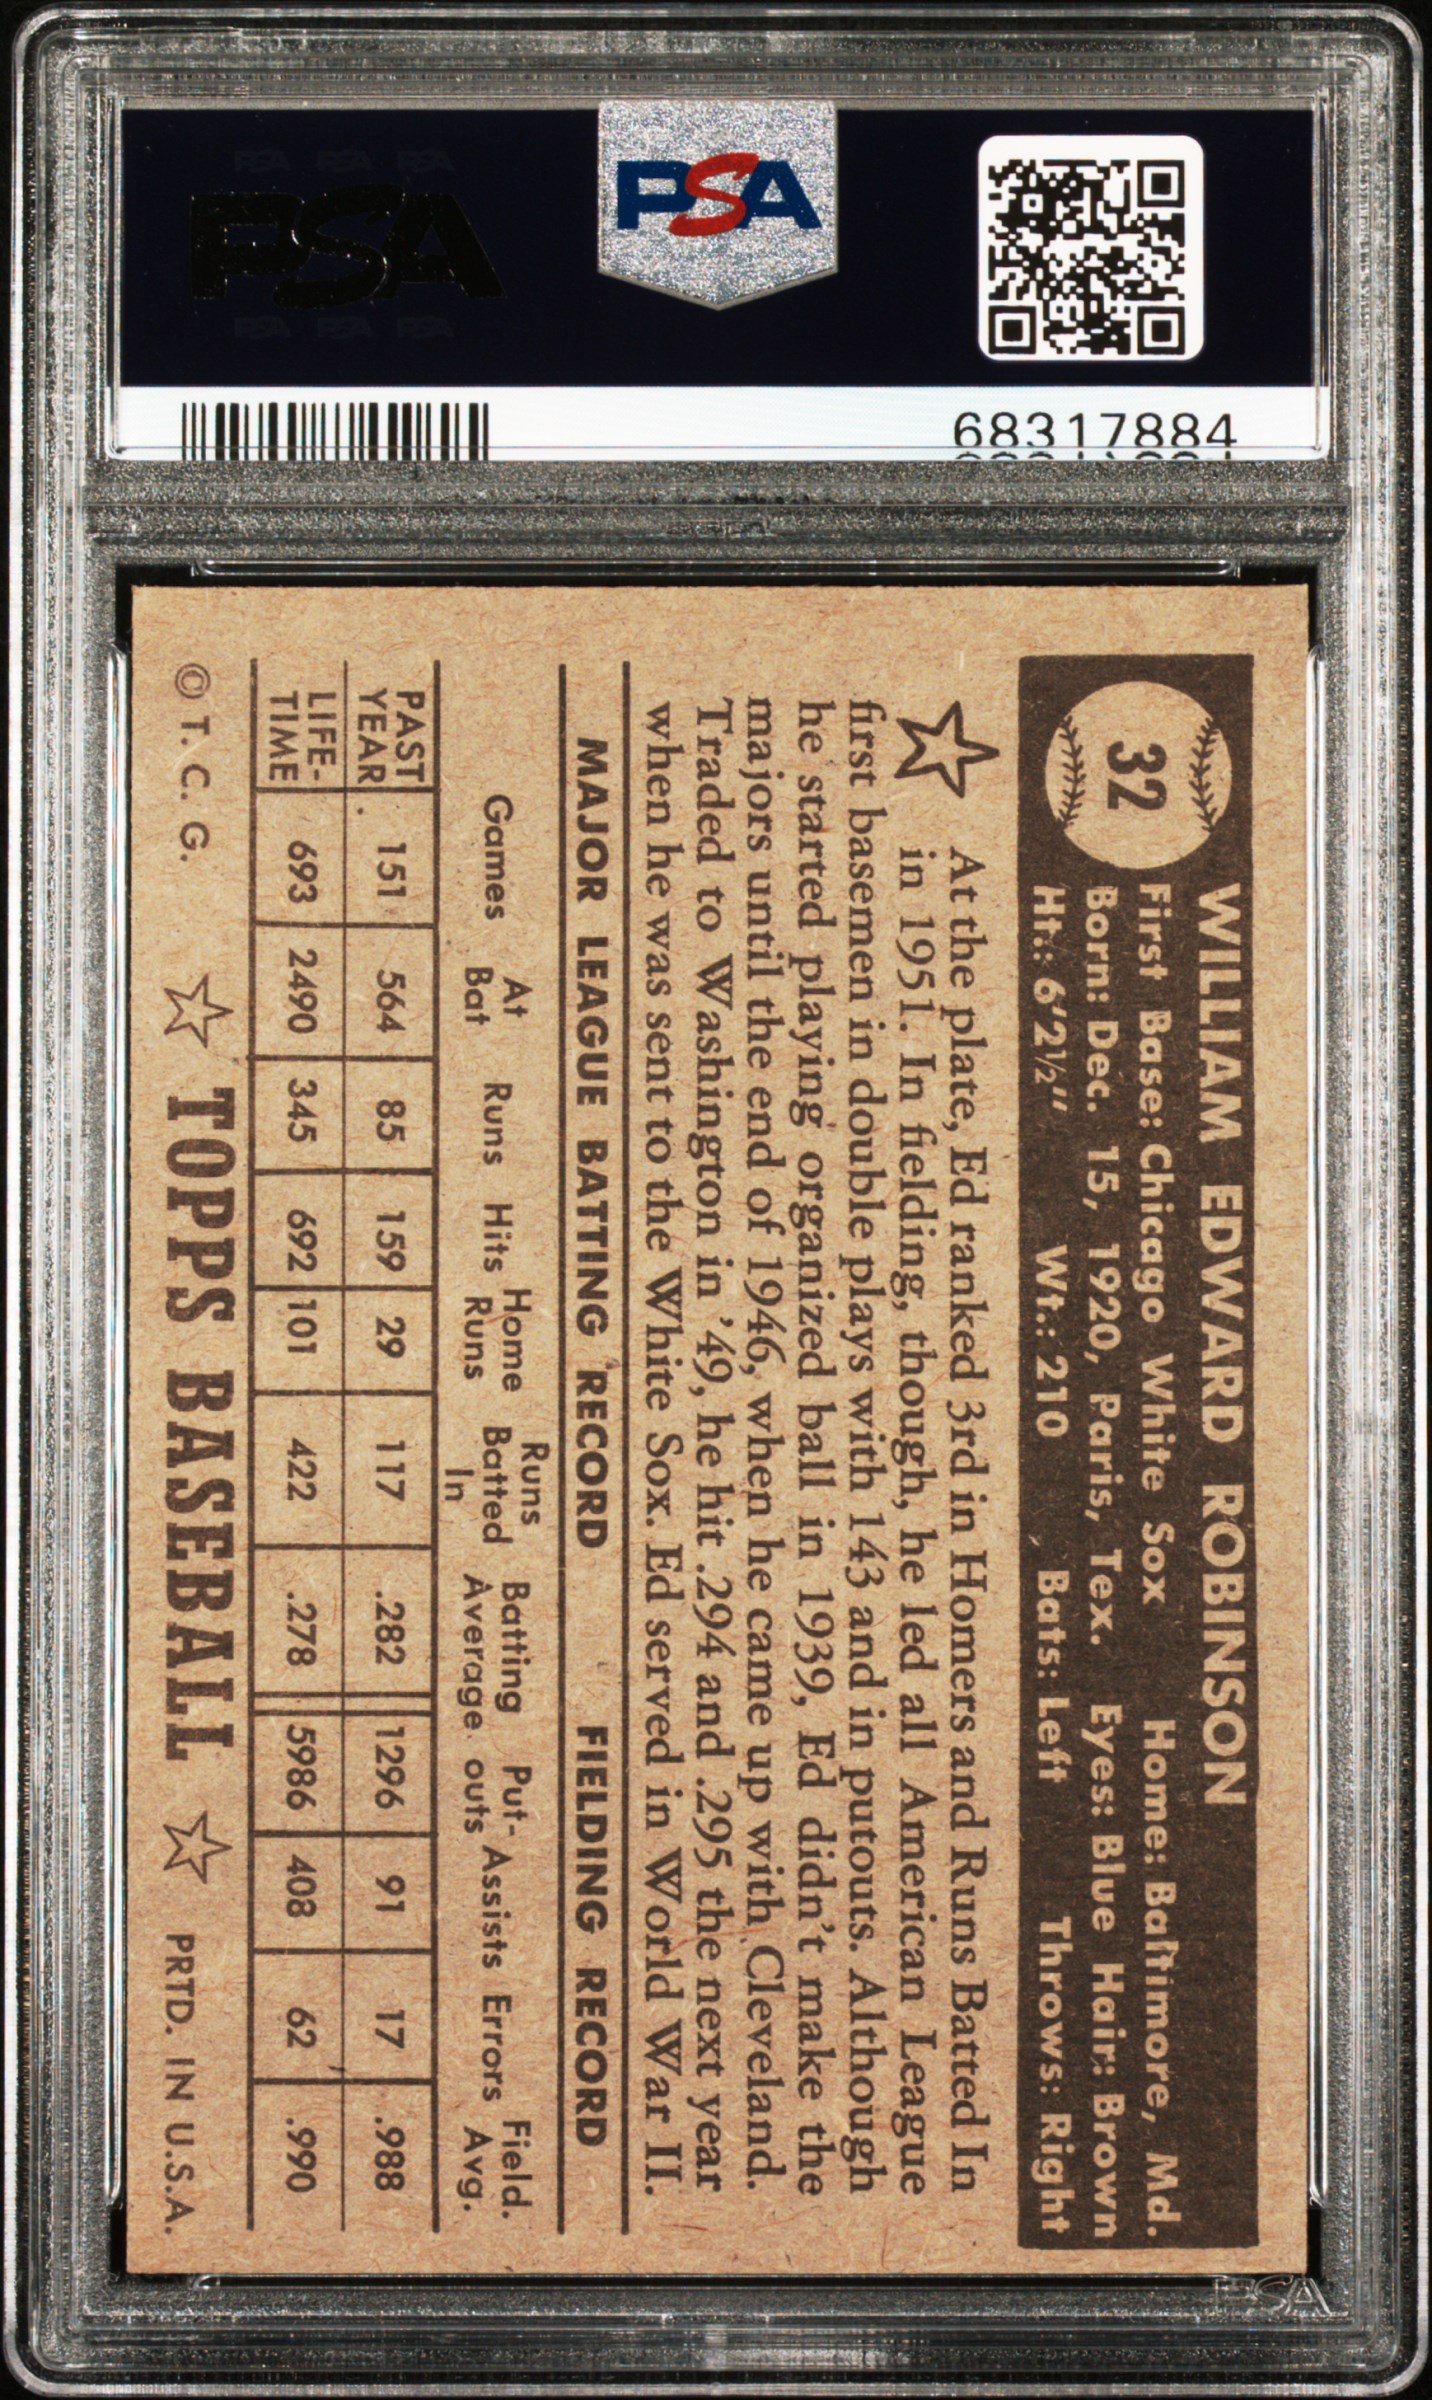 PSA PSA PSA
PSA
PSA PSA PSA
PSA
68317884
32
WILLIAM EDWARD ROBINSON
First Base: Chicago White Sox Home: Baltimore, Md.
Born: Dec. 15, 1920, Paris, Tex. Eyes: Blue Hair: Brown
Ht.: 6'2½" Wt.: 210 Bats: Left Throws: Right
At the plate, Ed ranked 3rd in Homers and Runs Batted In
in 1951. In fielding, though, he led all American League
first basemen in double plays with 143 and in putouts. Although
he started playing organized ball in 1939, Ed didn't make the
majors until the end of 1946, when he came up with Cleveland.
Traded to Washington in '49, he hit .294 and .295 the next year
when he was sent to the White Sox. Ed served in World War II.
MAJOR LEAGUE BATTING RECORD FIELDING RECORD
Games At Bat Runs Hits Home Runs Runs Batted In Batting Average Put-outs Assists Errors Field. Avg.
PAST YEAR 151 564 85 159 29 117 .282 1296 91 17 .988
LIFE-TIME 693 2490 345 692 101 422 .278 5986 408 62 .990
© T. C. G. ☆ TOPPS BASEBALL ☆ PRTD. IN U.S.A.
PSA